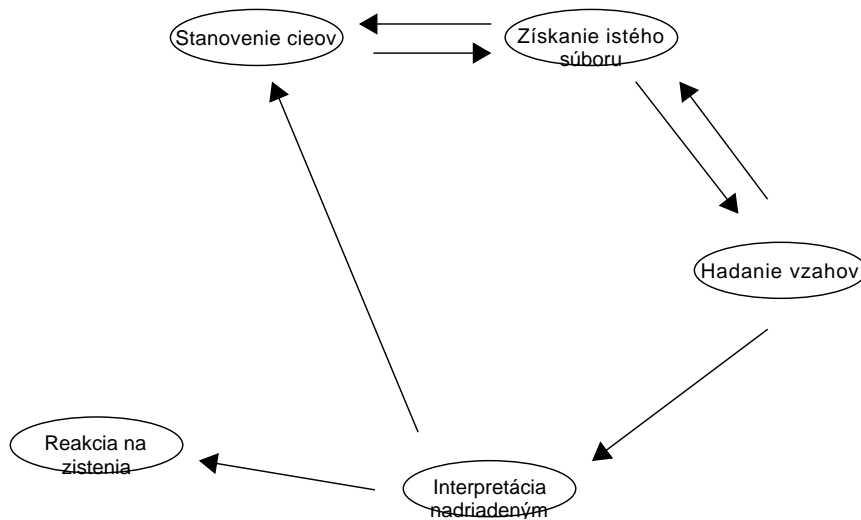 Stanovenie cieov
Získanie istého
súboru
Hadanie vzahov
Interpretácia
nadriadeným
Reakcia na
zistenia